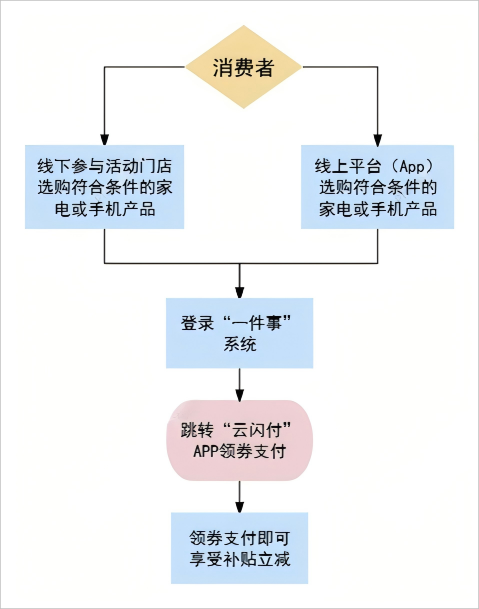 消费者
线下参与活动门店
选购符合条件的家
电或手机产品
线上平台（App）
选购符合条件的
家电或手机产品
登录“一件事”
系统
跳转“云闪付”
APP领券支付
领券支付即可
享受补贴立减